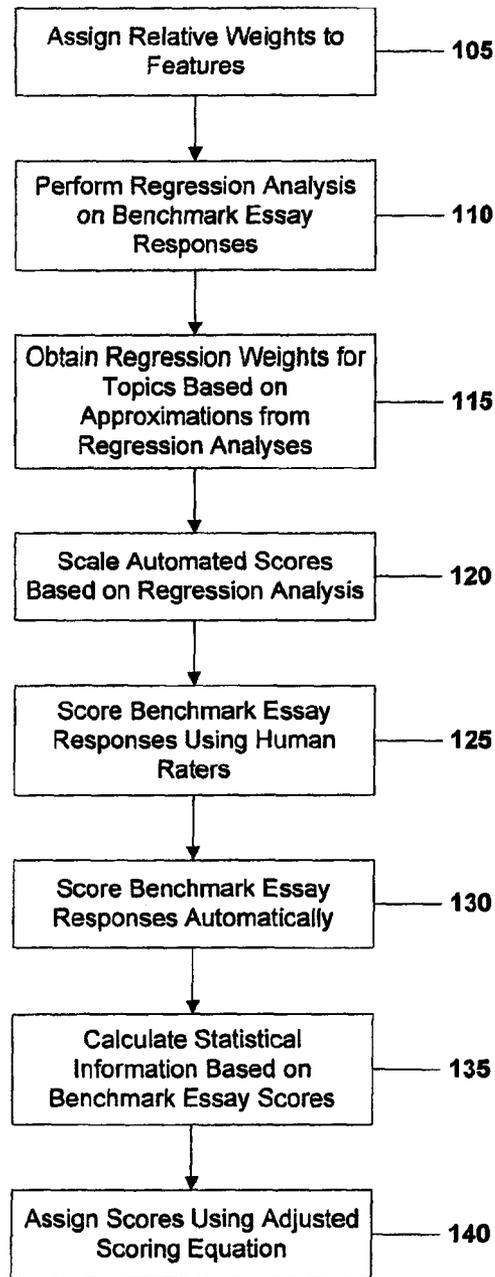 Assign Relative Weights to
Features
105
Perform Regression Analysis
on Benchmark Essay
Responses
110
Obtain Regression Weights for
Topics Based on
Approximations from
Regression Analyses
115
Scale Automated Scores
Based on Regression Analysis
120
Score Benchmark Essay
Responses Using Human
Raters
125
Score Benchmark Essay
Responses Automatically
130
Calculate Statistical
Information Based on
Benchmark Essay Scores
135
Assign Scores Using Adjusted
Scoring Equation
140